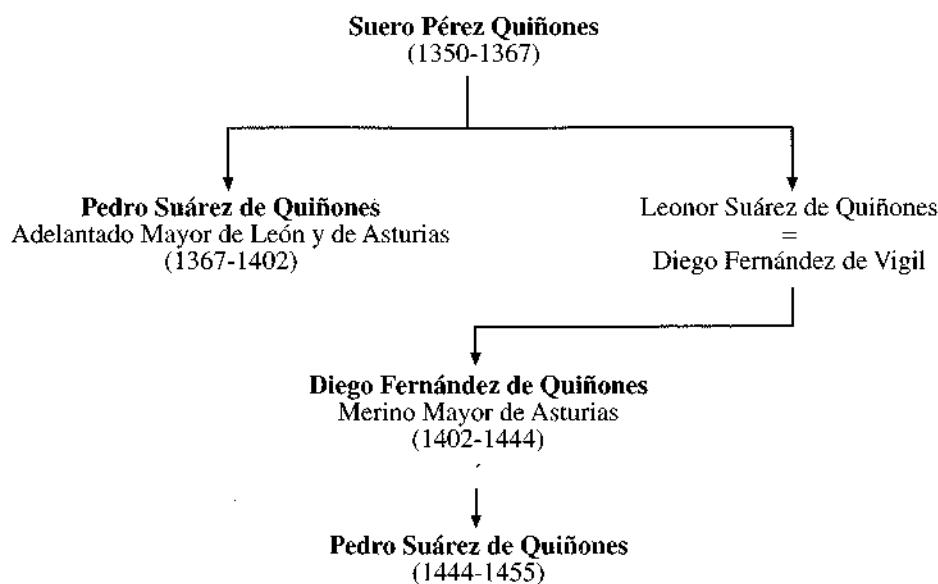 Suero Pérez Quiñones
(1350-1367)
Pedro Suárez de Quiñones
Adelantado Mayor de León y de Asturias
(1367-1402)
Leonor Suárez de Quiñones
=
Diego Fernández de Vigil
Diego Fernández de Quiñones
Merino Mayor de Asturias
(1402-1444)
Pedro Suárez de Quiñones
(1444-1455)